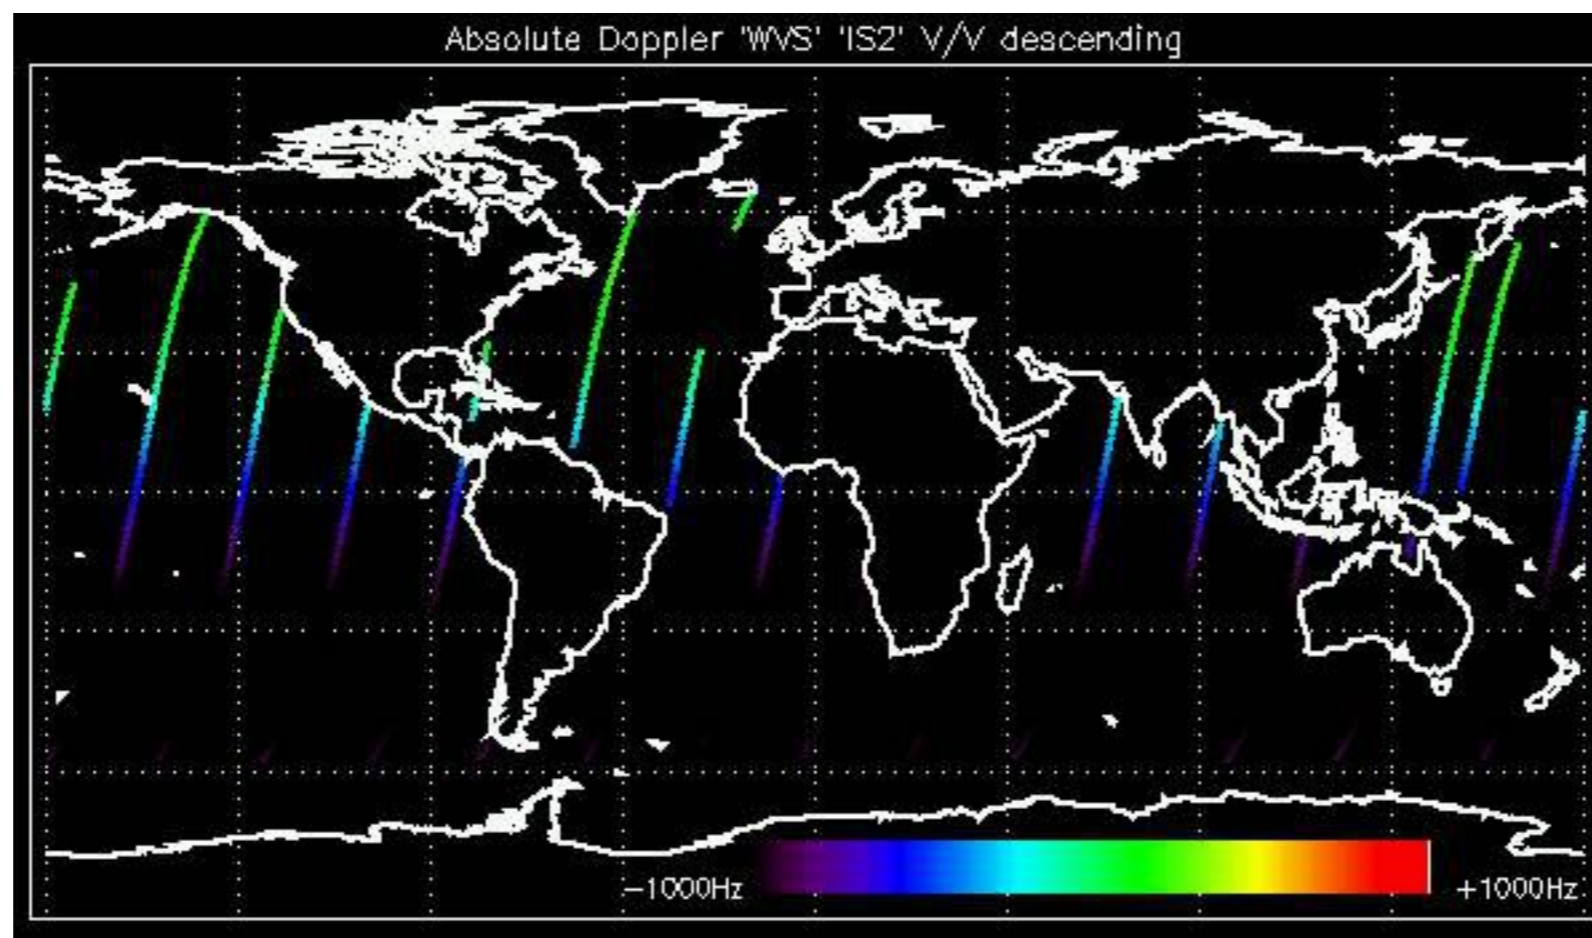 Absolute Doppler 'WVS' 'IS2' V/V descending
−1000Hz
+1000Hz